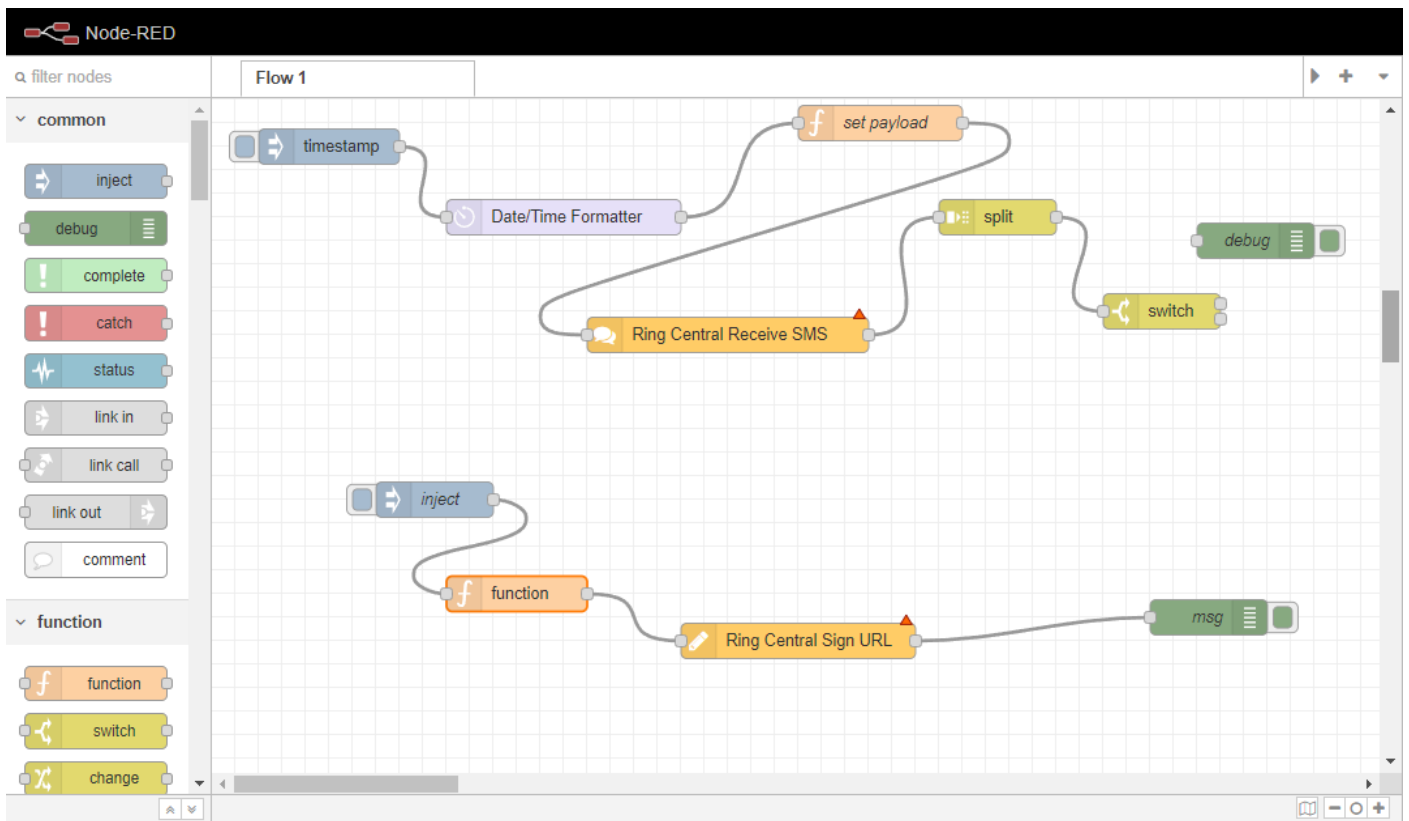 Node-RED
filter nodes
Flow 1
common
inject
debug
complete
catch
status
link in
link call
link out
comment
function
function
switch
change
timestamp
set payload
Date/Time Formatter
split
debug
switch
Ring Central Receive SMS
inject
function
Ring Central Sign URL
msg